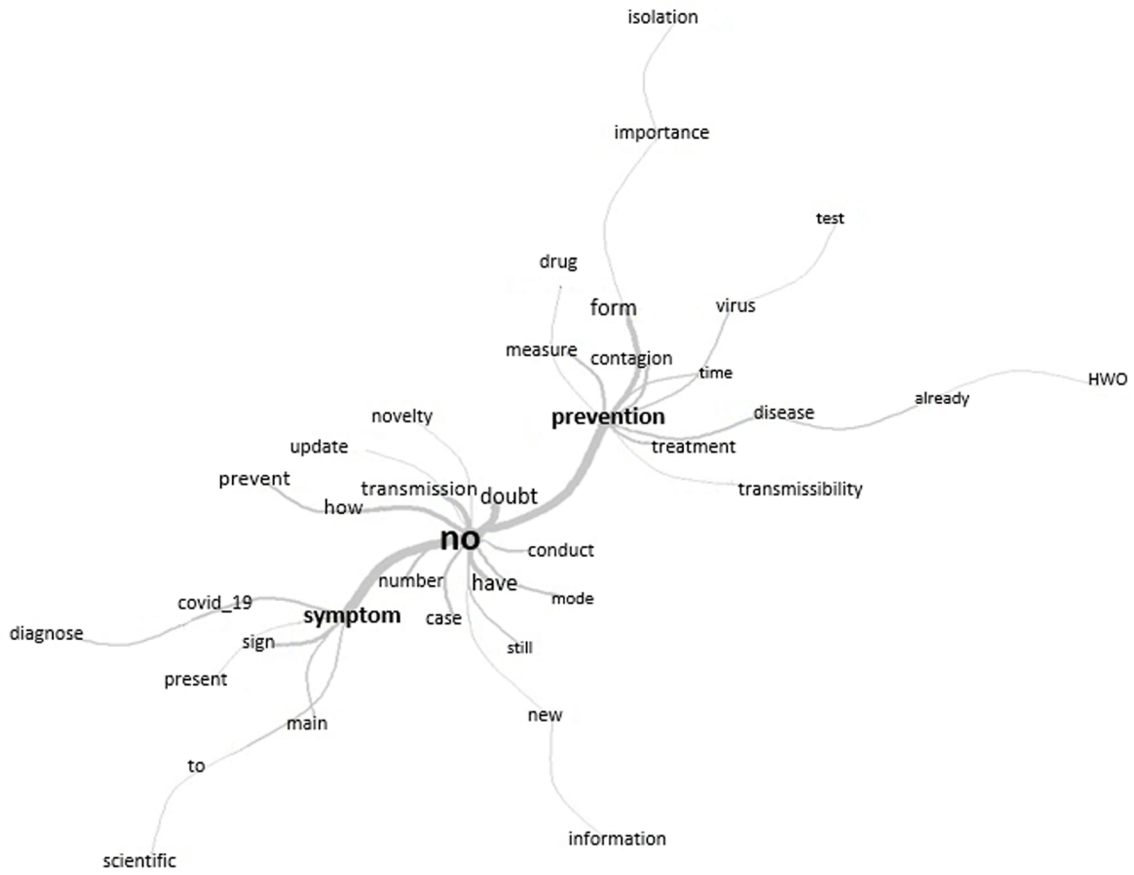 isolation
importance
test
drug
form
virus
measure
contagion
time
HWO
already
prevention
disease
novelty
update
treatment
prevent
transmission
doubt
transmissibility
how
no
conduct
number
have
covid_19
mode
symptom
case
diagnose
sign
still
present
new
main
to
information
scientific